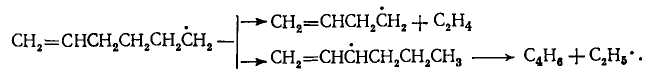 CH₂=CHCH₂CH₂CH₂ĊH₂ → CH₂=CHCH₂ĊH₂ + C₂H₄
→ CH₂=CHĊHCH₂CH₂CH₃ → C₄H₆ + C₂H₅•.